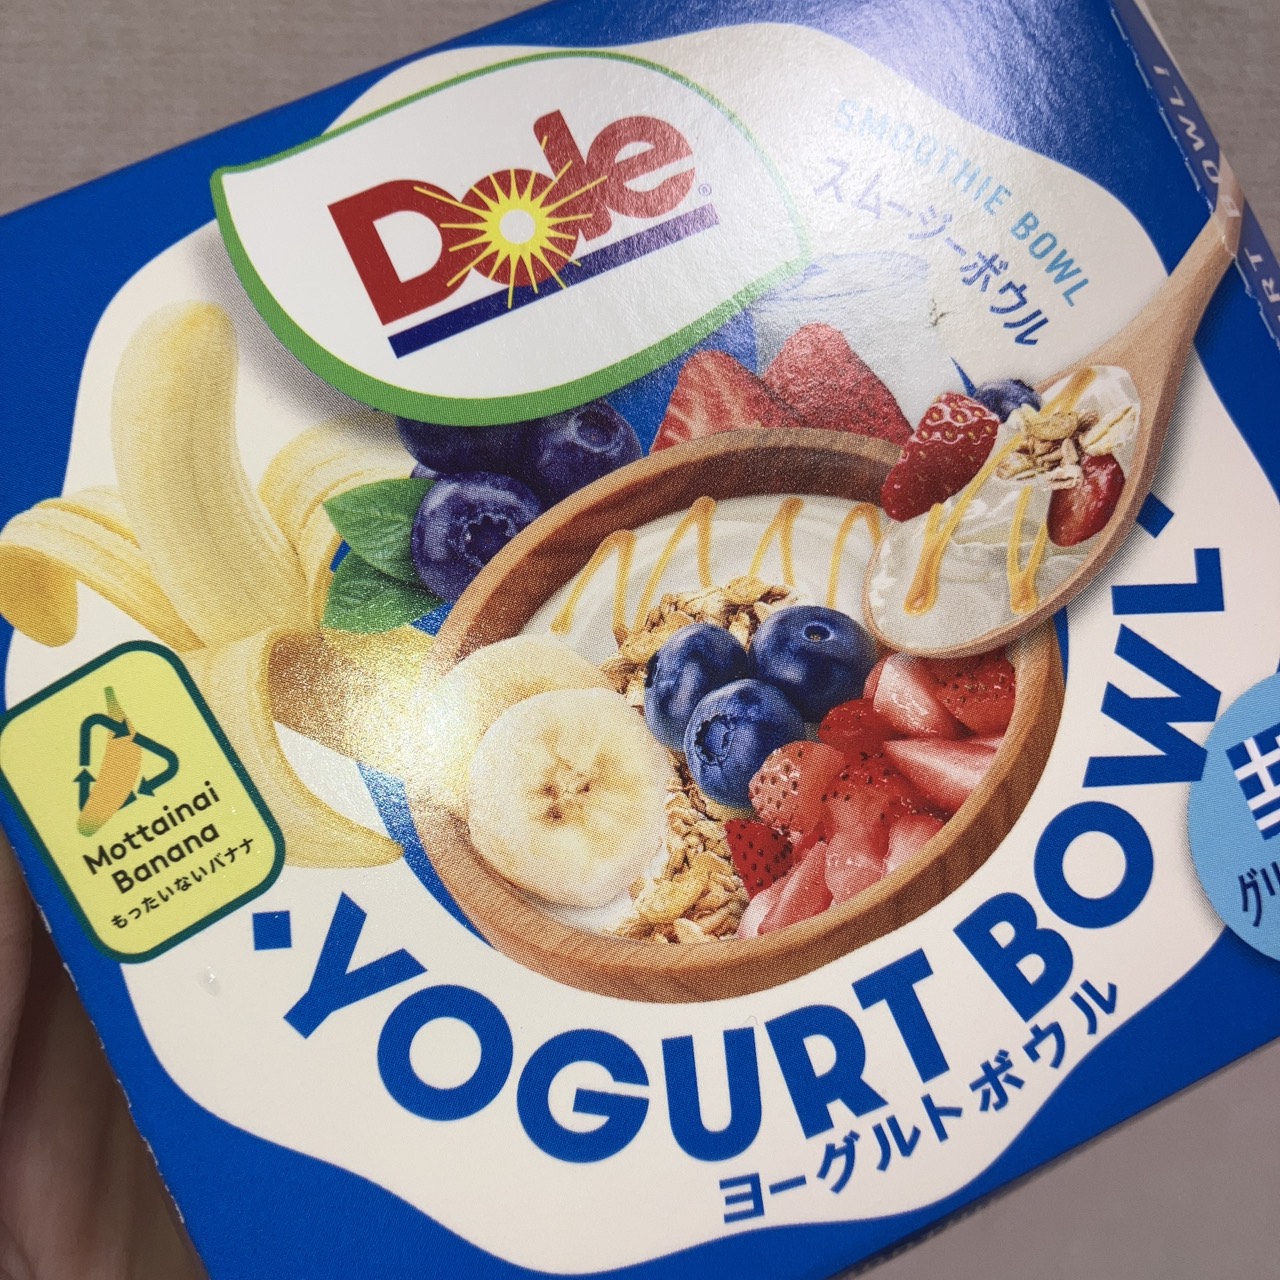 Dole®
SMOOTHIE BOWL
スムージーボウル
Mottainai
Banana
もったいないバナナ
YOGURT BOWL
ヨーグルトボウル
BOWL
グリ